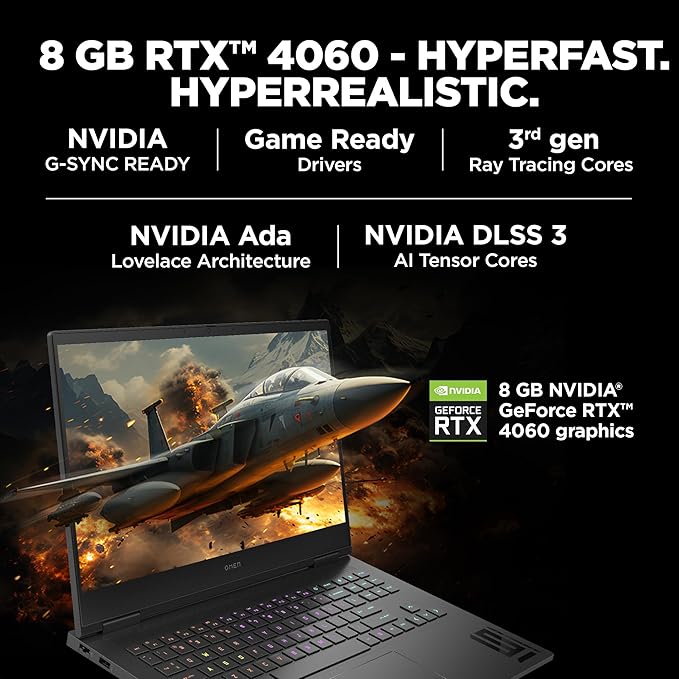 8 GB RTX™ 4060 - HYPERFAST.
HYPERREALISTIC.
NVIDIA
G-SYNC READY
Game Ready
Drivers
3rd gen
Ray Tracing Cores
NVIDIA Ada
Lovelace Architecture
NVIDIA DLSS 3
AI Tensor Cores
NVIDIA
GEFORCE
RTX
8 GB NVIDIA®
GeForce RTX™
4060 graphics
OMEN